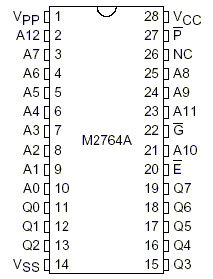 VPP 1 28 VCC
A12 2 27 P̅
A7 3 26 NC
A6 4 25 A8
A5 5 24 A9
A4 6 23 A11
A3 7 22 G̅
M2764A
A2 8 21 A10
A1 9 20 E̅
A0 10 19 Q7
Q0 11 18 Q6
Q1 12 17 Q5
Q2 13 16 Q4
VSS 14 15 Q3